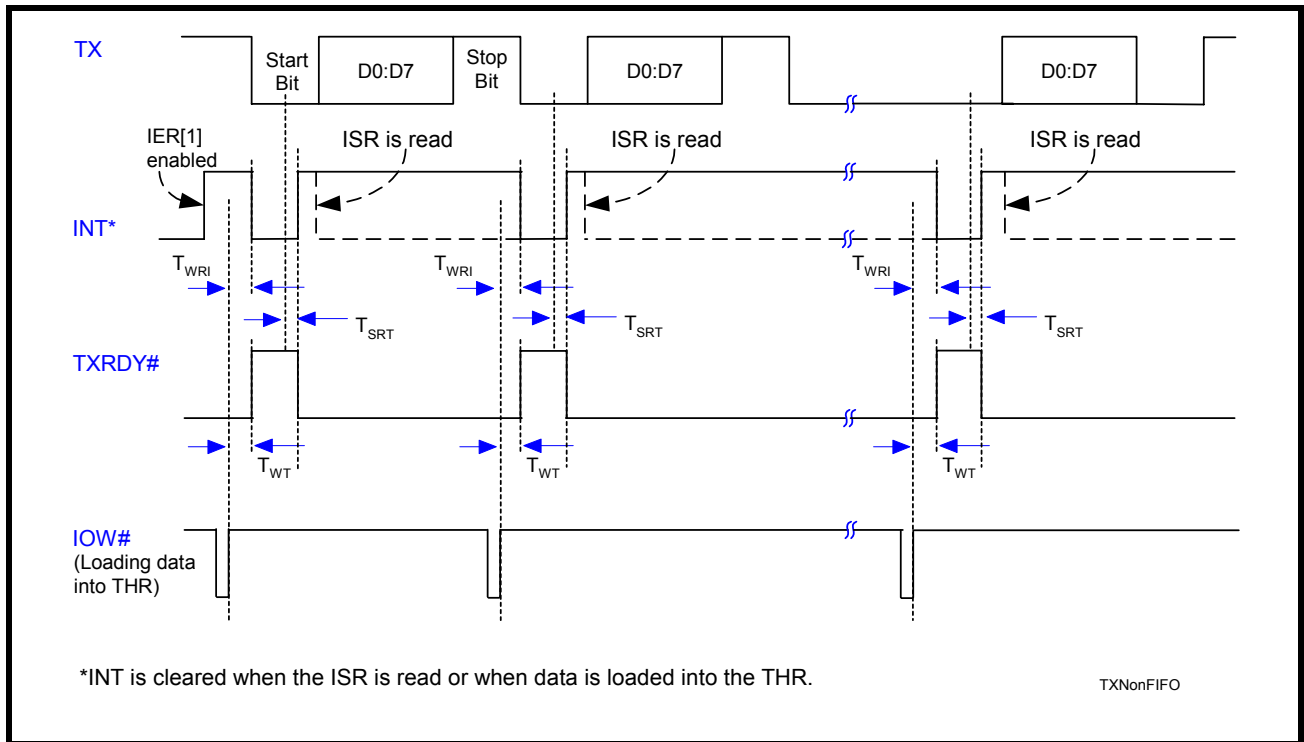 TX
Start
Bit
D0:D7
Stop
Bit
D0:D7
D0:D7
IER[1]
enabled
ISR is read
ISR is read
ISR is read
INT*
TWRI
TWRI
TWRI
TSRT
TSRT
TSRT
TXRDY#
TWT
TWT
TWT
IOW#
(Loading data
into THR)
*INT is cleared when the ISR is read or when data is loaded into the THR.
TXNonFIFO